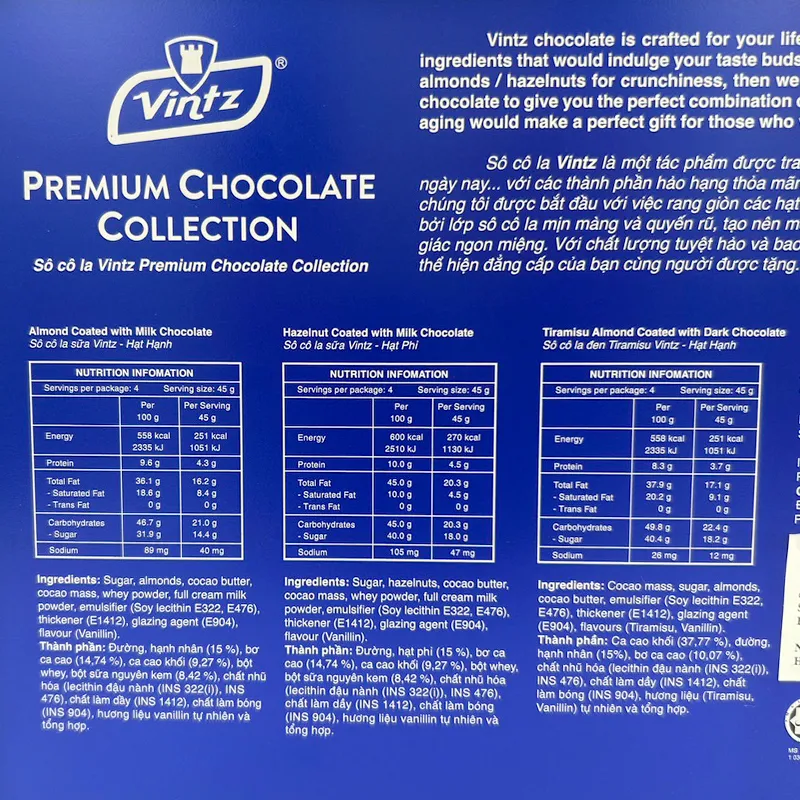 Vintz®
PREMIUM CHOCOLATE
COLLECTION
Sô cô la Vintz Premium Chocolate Collection
Vintz chocolate is crafted for your
ingredients that would indulge your taste buds
almonds / hazelnuts for crunchiness, then we
chocolate to give you the perfect combination
aging would make a perfect gift for those who
Sô cô la Vintz là một tác phẩm được
ngày nay... với các thành phần hảo hạng thỏa mãn
chúng tôi được bắt đầu với việc rang giòn các hạt
bởi lớp sô cô la mịn màng và quyến rũ, tạo nên
giác ngon miệng. Với chất lượng tuyệt hảo và bao
thể hiện đẳng cấp của bạn cùng người được tặng.
Almond Coated with Milk Chocolate
Sô cô la sữa Vintz - Hạt Hạnh
NUTRITION INFOMATION
Servings per package: 4 Serving size: 45 g
Per 100 g Per Serving 45 g
Energy 558 kcal 251 kcal
2335 kJ 1051 kJ
Protein 9.6 g 4.3 g
Total Fat 36.1 g 16.2 g
- Saturated Fat 18.6 g 8.4 g
- Trans Fat 0 g 0 g
Carbohydrates 46.7 g 21.0 g
- Sugar 31.9 g 14.4 g
Sodium 89 mg 40 mg
Ingredients: Sugar, almonds, cocao butter,
cocao mass, whey powder, full cream milk
powder, emulsifier (Soy lecithin E322, E476),
thickener (E1412), glazing agent (E904),
flavour (Vanillin).
Thành phần: Đường, hạnh nhân (15 %), bơ
ca cao (14,74 %), ca cao khối (9,27 %), bột
whey, bột sữa nguyên kem (8,42 %), chất nhũ
hóa (lecithin đậu nành (INS 322(i)), INS
476), chất làm dầy (INS 1412), chất làm bóng
(INS 904), hương liệu vanillin tự nhiên và
tổng hợp.
Hazelnut Coated with Milk Chocolate
Sô cô la sữa Vintz - Hạt Phỉ
NUTRITION INFOMATION
Servings per package: 4 Serving size: 45 g
Per 100 g Per Serving 45 g
Energy 600 kcal 270 kcal
2510 kJ 1130 kJ
Protein 10.0 g 4.5 g
Total Fat 45.0 g 20.3 g
- Saturated Fat 10.0 g 4.5 g
- Trans Fat 0 g 0 g
Carbohydrates 45.0 g 20.3 g
- Sugar 40.0 g 18.0 g
Sodium 105 mg 47 mg
Ingredients: Sugar, hazelnuts, cocao butter,
cocao mass, whey powder, full cream milk
powder, emulsifier (Soy lecithin E322, E476),
thickener (E1412), glazing agent (E904),
flavour (Vanillin).
Thành phần: Đường, hạt phỉ (15 %), bơ ca
cao (14,74 %), ca cao khối (9,27 %), bột whey,
bột sữa nguyên kem (8,42 %), chất nhũ hóa
(lecithin đậu nành (INS 322(i)), INS 476),
chất làm dầy (INS 1412), chất làm bóng
(INS 904), hương liệu vanillin tự nhiên và
tổng hợp.
Tiramisu Almond Coated with Dark Chocolate
Sô cô la đen Tiramisu Vintz - Hạt Hạnh
NUTRITION INFOMATION
Servings per package: 4 Serving size: 45 g
Per 100 g Per Serving 45 g
Energy 558 kcal 251 kcal
2335 kJ 1051 kJ
Protein 8.3 g 3.7 g
Total Fat 37.9 g 17.1 g
- Saturated Fat 20.2 g 9.1 g
- Trans Fat 0 g 0 g
Carbohydrates 49.8 g 22.4 g
- Sugar 40.4 g 18.2 g
Sodium 26 mg 12 mg
Ingredients: Cocao mass, sugar, almonds,
cocao butter, emulsifier (Soy lecithin E322,
E476), thickener (E1412), glazing agent
(E904), flavours (Tiramisu, Vanillin).
Thành phần: Ca cao khối (37,77 %), đường,
hạnh nhân (15%), bơ ca cao (10,07 %),
chất nhũ hóa (lecithin đậu nành (INS 322(i)),
INS 476), chất làm dầy (INS 1412), chất
làm bóng (INS 904), hương liệu (Tiramisu,
Vanillin) tự nhiên và tổng hợp.